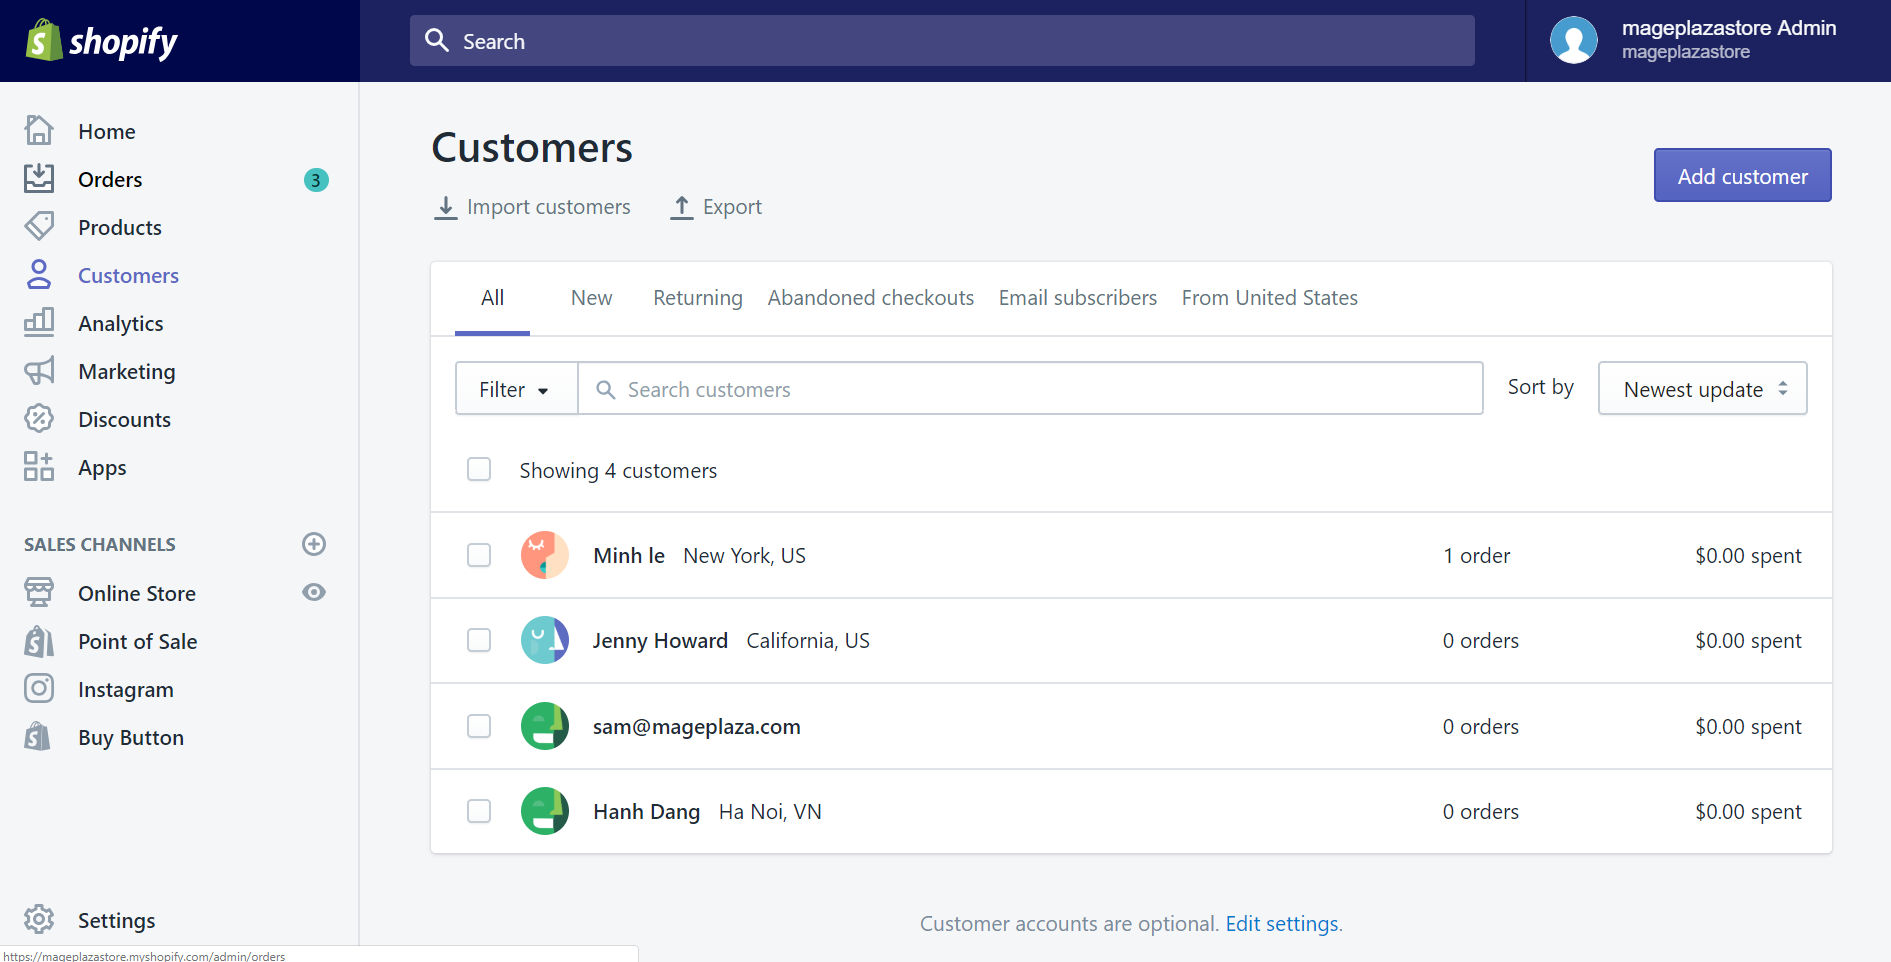 shopify
Search
mageplazastore Admin
mageplazastore
Home
Orders 3
Products
Customers
Analytics
Marketing
Discounts
Apps
SALES CHANNELS
Online Store
Point of Sale
Instagram
Buy Button
Settings
Customers
Import customers Export
Add customer
All New Returning Abandoned checkouts Email subscribers From United States
Filter Search customers Sort by Newest update
Showing 4 customers
Minh le New York, US 1 order $0.00 spent
Jenny Howard California, US 0 orders $0.00 spent
sam@mageplaza.com 0 orders $0.00 spent
Hanh Dang Ha Noi, VN 0 orders $0.00 spent
Customer accounts are optional. Edit settings.
https://mageplazastore.myshopify.com/admin/orders